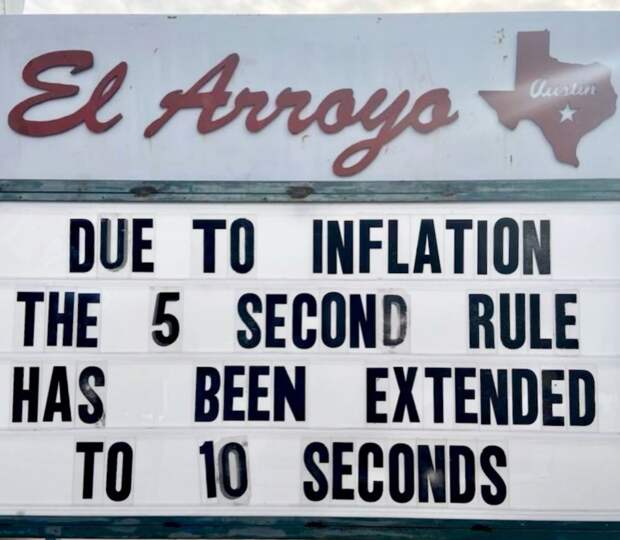 El Arroyo
Austin
DUE TO INFLATION
THE 5 SECOND RULE
HAS BEEN EXTENDED
TO 10 SECONDS